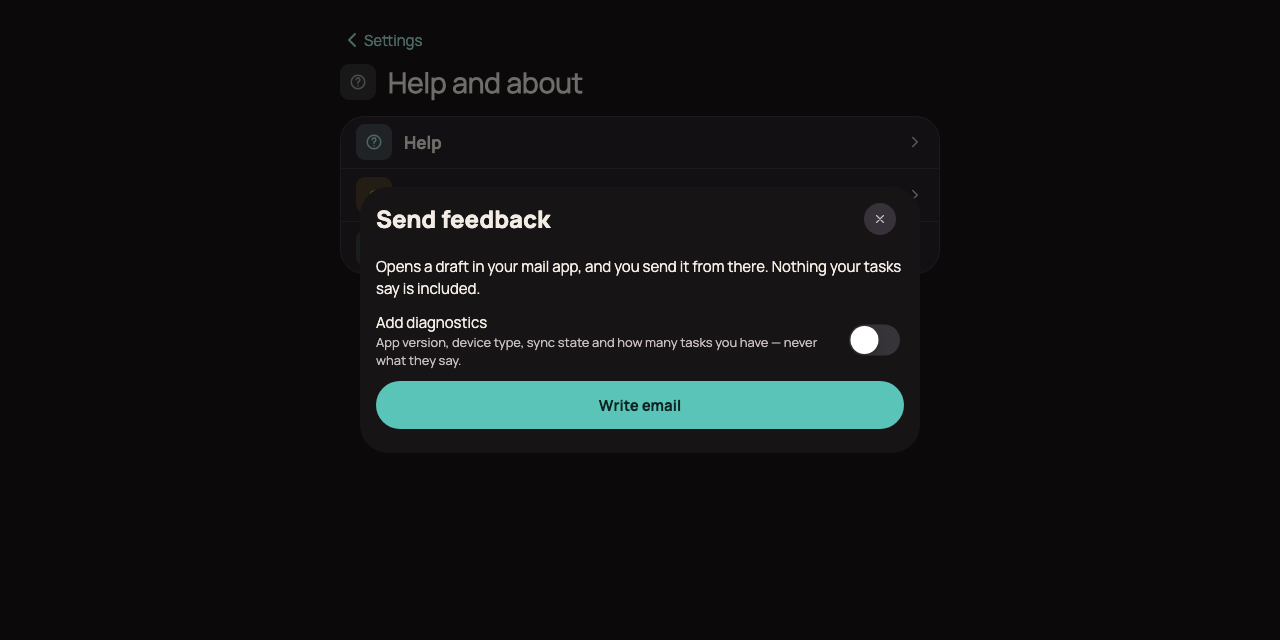 Settings
Help and about
Help
Send feedback
Opens a draft in your mail app, and you send it from there. Nothing your tasks
say is included.
Add diagnostics
App version, device type, sync state and how many tasks you have — never
what they say.
Write email